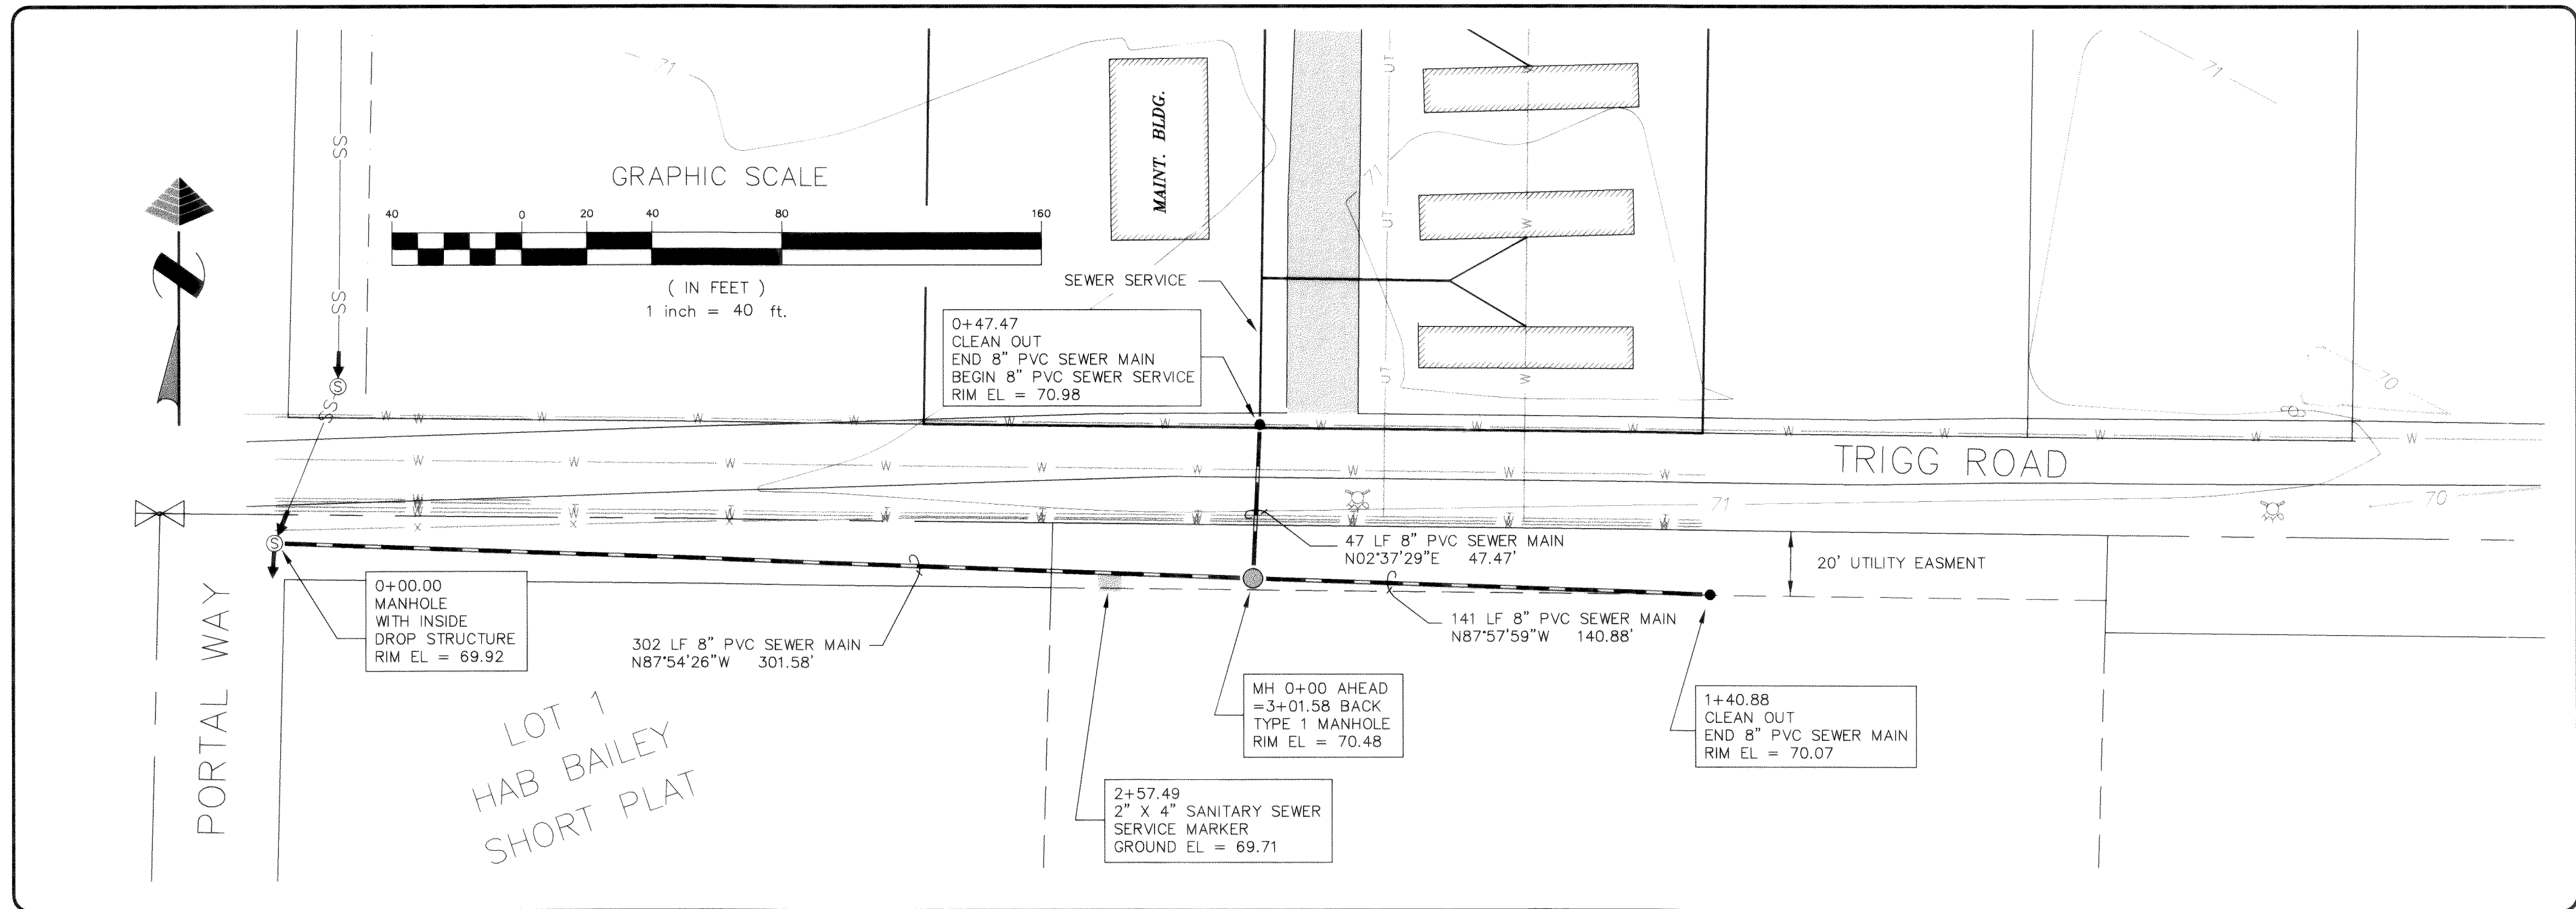 GRAPHIC SCALE
40 0 20 40 80 160
( IN FEET )
1 inch = 40 ft.
MAINT. BLDG.
71
71
71
UT
UT
UT
W
W
W
SS
SS
SS
S
SEWER SERVICE
0+47.47
CLEAN OUT
END 8" PVC SEWER MAIN
BEGIN 8" PVC SEWER SERVICE
RIM EL = 70.98
70
W W W W W W W W W W W W W W W
W W W W W W W W W
TRIGG ROAD
71
70
X X X
S
47 LF 8" PVC SEWER MAIN
N02°37'29"E 47.47'
20' UTILITY EASMENT
0+00.00
MANHOLE
WITH INSIDE
DROP STRUCTURE
RIM EL = 69.92
302 LF 8" PVC SEWER MAIN
N87°54'26"W 301.58'
141 LF 8" PVC SEWER MAIN
N87°57'59"W 140.88'
MH 0+00 AHEAD
=3+01.58 BACK
TYPE 1 MANHOLE
RIM EL = 70.48
1+40.88
CLEAN OUT
END 8" PVC SEWER MAIN
RIM EL = 70.07
2+57.49
2" X 4" SANITARY SEWER
SERVICE MARKER
GROUND EL = 69.71
PORTAL WAY
LOT 1
HAB BAILEY
SHORT PLAT